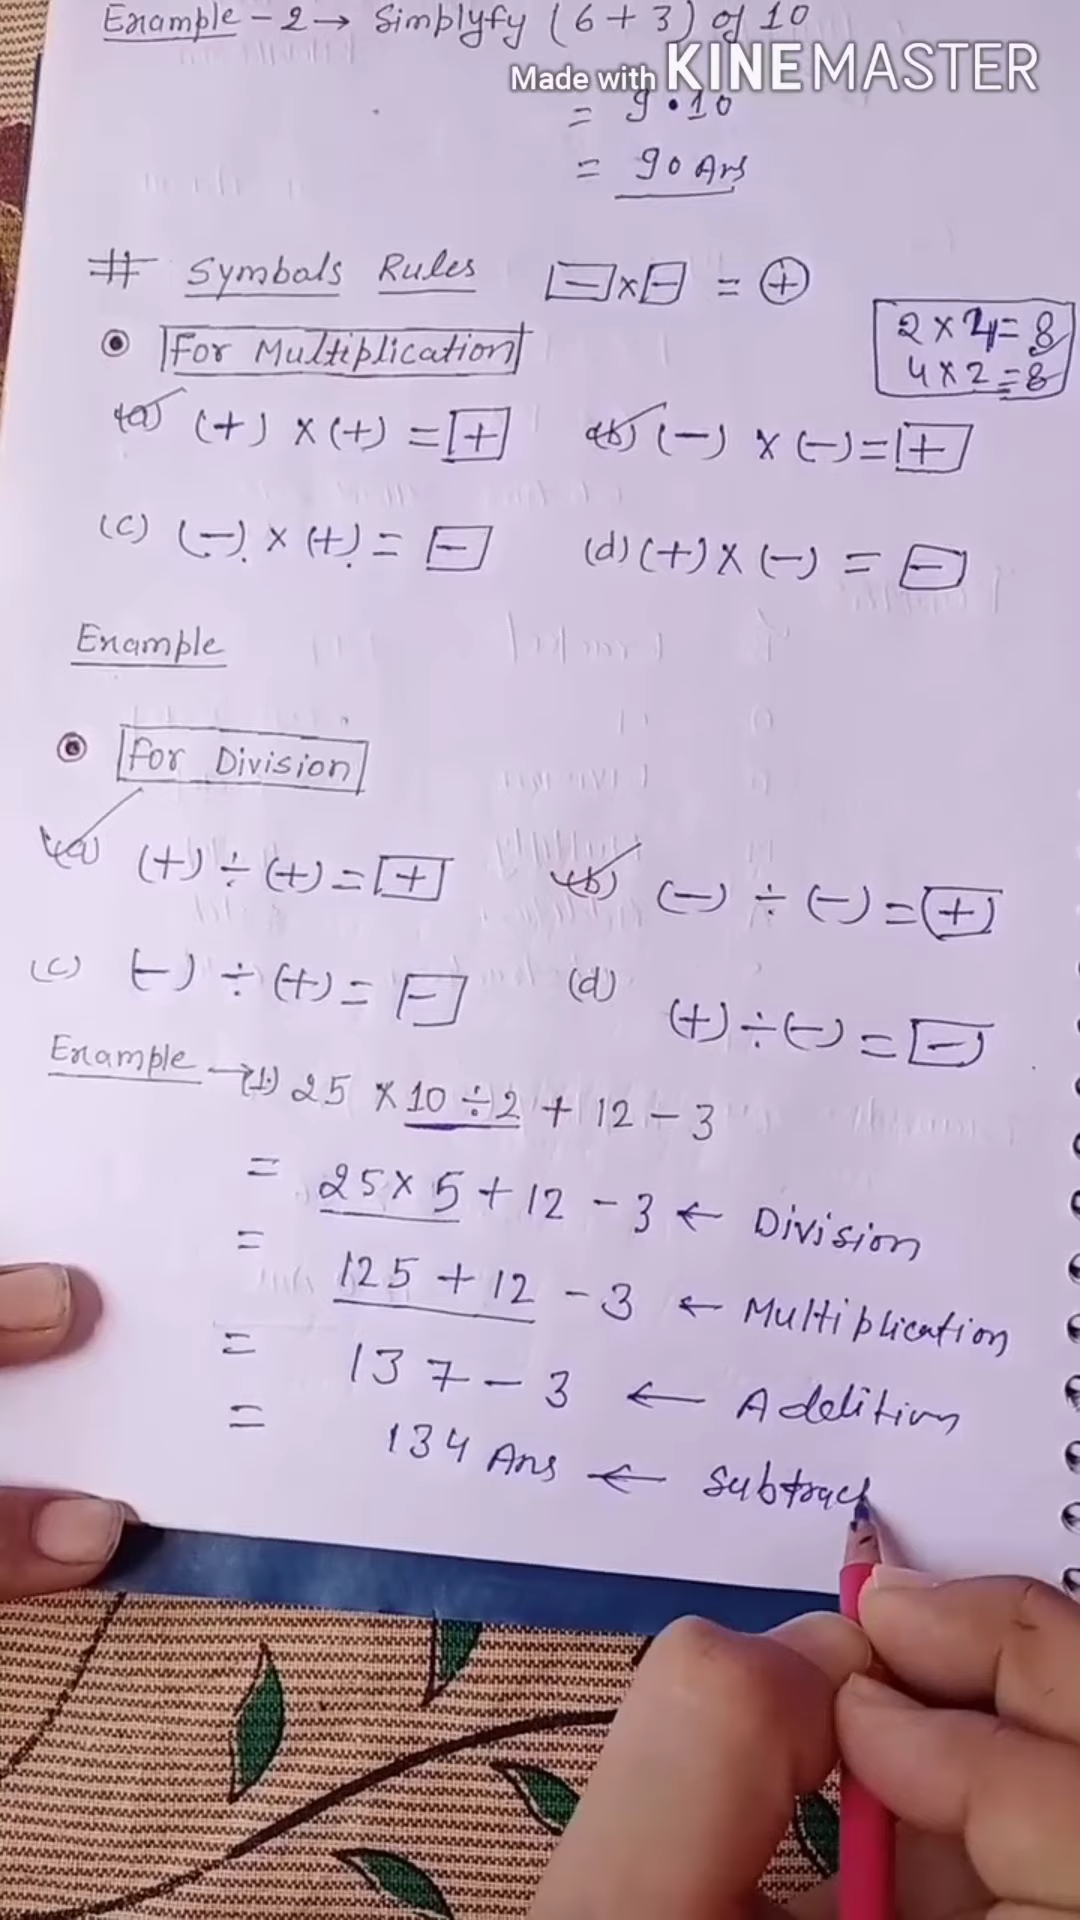 Example - 2 → Simplyfy (6 + 3) of 10
Made with KINEMASTER
= 9 • 10
= 90 Ans
# Symbals Rules [-] × [-] = (+)
2 × 4 = 8
4 × 2 = 8
For Multiplication
(a) (+) × (+) = [+] (b) (-) × (-) = [+]
(c) (-) × (+) = [-] (d) (+) × (-) = [-]
Example
For Division
(a) (+) ÷ (+) = [+] (b) (-) ÷ (-) = [+]
(c) (-) ÷ (+) = [-] (d) (+) ÷ (-) = [-]
Example → (1) 25 × 10 ÷ 2 + 12 - 3
= 25 × 5 + 12 - 3 ← Division
= 125 + 12 - 3 ← Multiplication
= 137 - 3 ← Addition
= 134 Ans ← Subtract